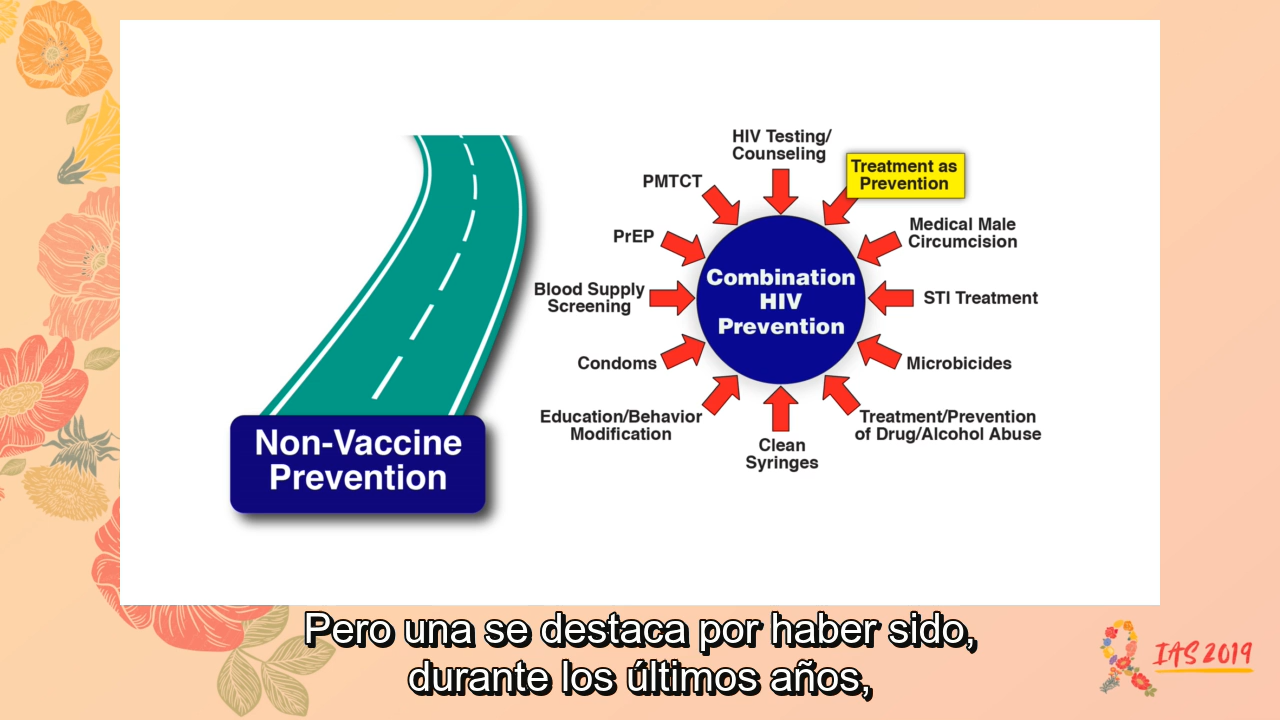 HIV Testing/
Counseling
Treatment as
Prevention
PMTCT
Medical Male
Circumcision
PrEP
Combination
HIV
Prevention
Blood Supply
Screening
STI Treatment
Condoms
Microbicides
Education/Behavior
Modification
Treatment/Prevention
of Drug/Alcohol Abuse
Clean
Syringes
Non-Vaccine
Prevention
Pero una se destaca por haber sido,
durante los últimos años,
IAS 2019